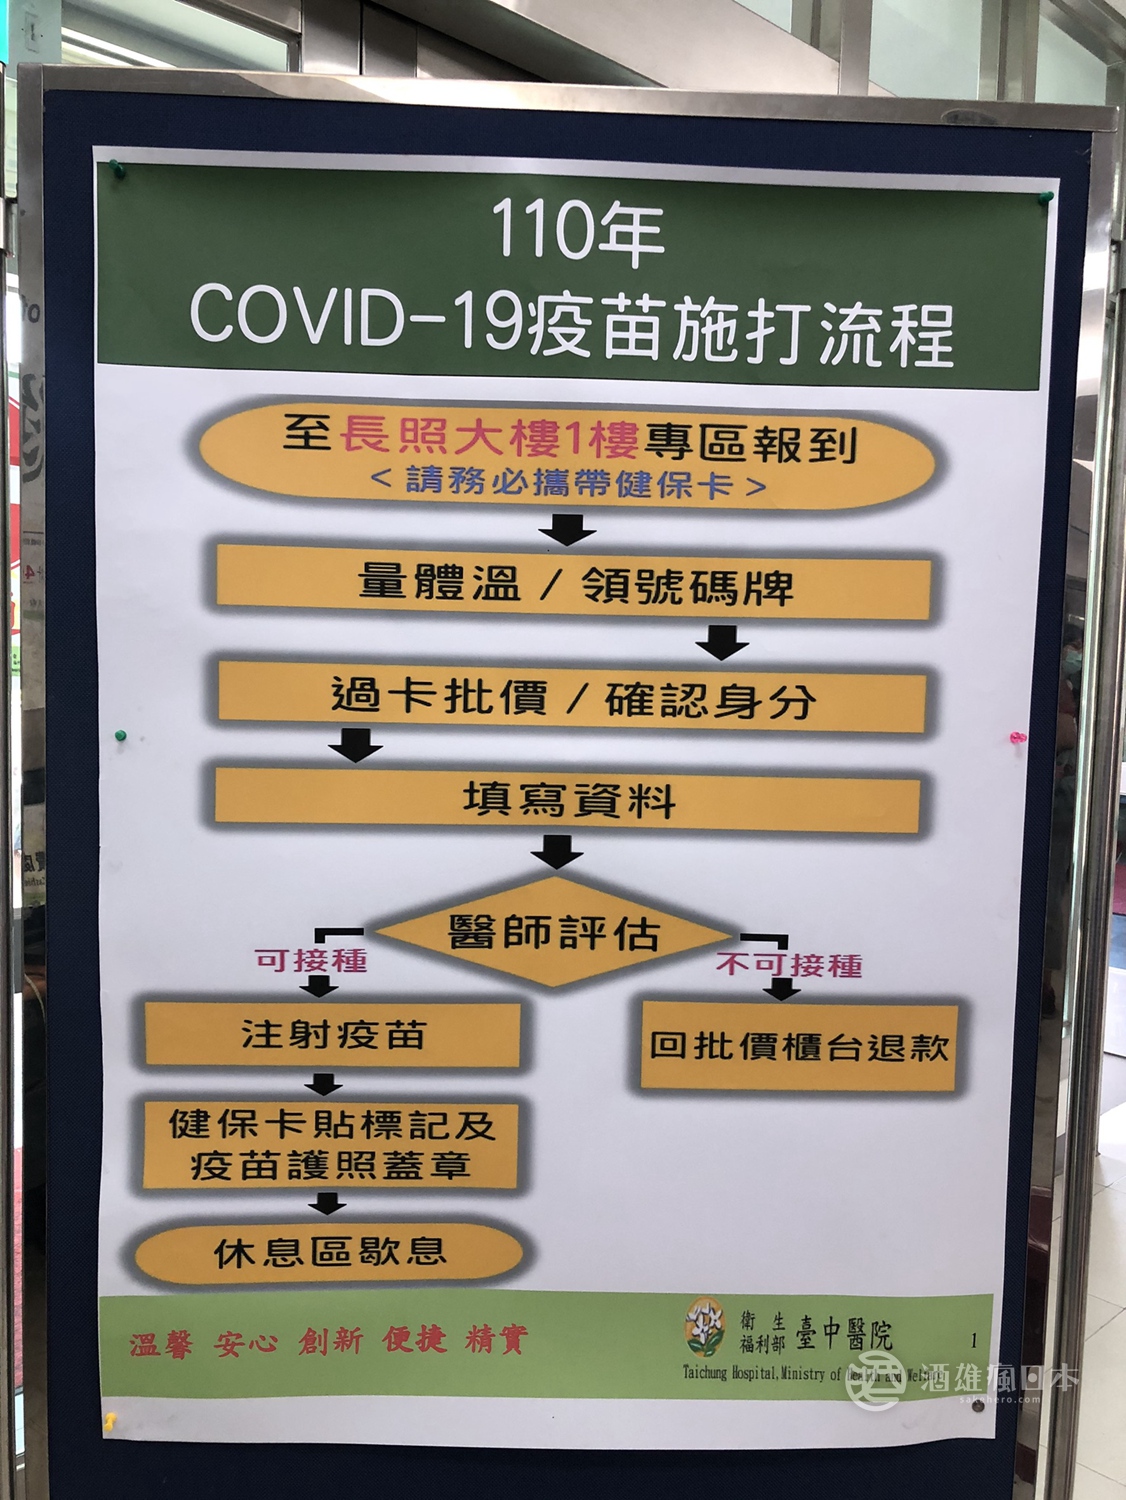 110年
COVID-19疫苗施打流程
至長照大樓1樓專區報到
<請務必攜帶健保卡>
量體溫 / 領號碼牌
過卡批價 / 確認身分
填寫資料
醫師評估
可接種
不可接種
注射疫苗
回批價櫃台退款
健保卡貼標記及
疫苗護照蓋章
休息區歇息
溫馨 安心 創新 便捷 精實
衛生
福利部
臺中醫院
1
Taichung Hospital,Ministry of Health and Welfare
酒雄瘋日本
sakehero.com